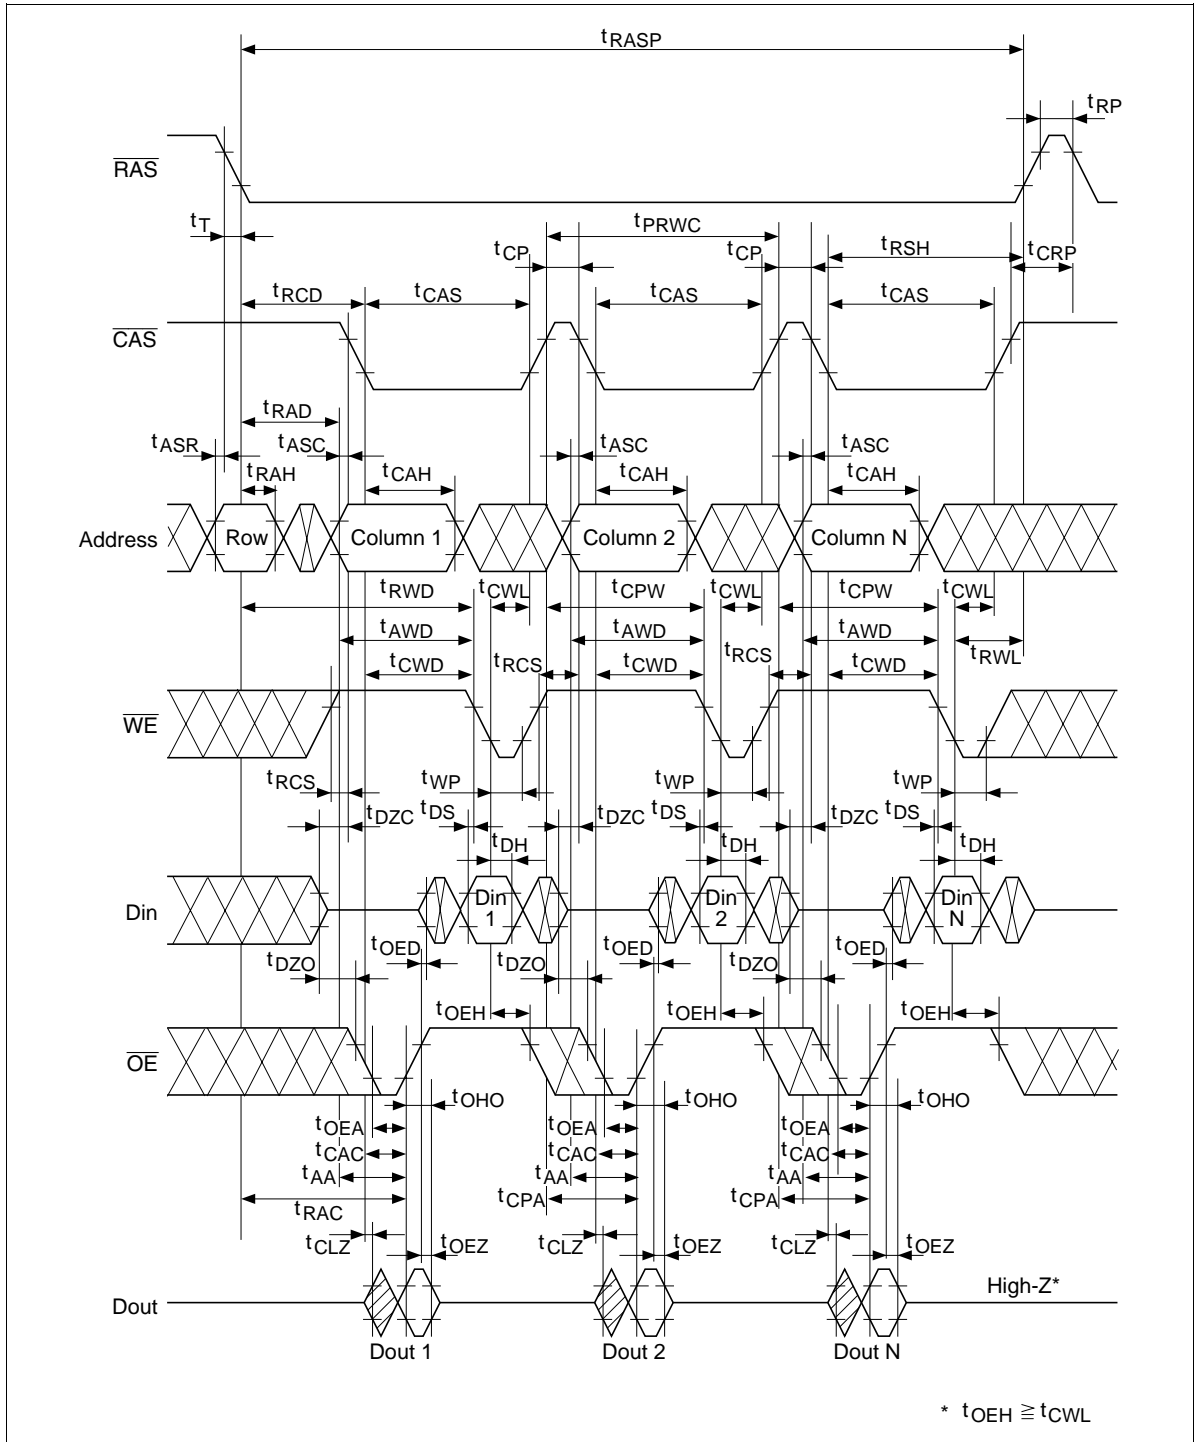 tRASP
tRP
RAS
tT
tPRWC
tCP
tCP
tRSH
tCRP
tRCD
tCAS
tCAS
tCAS
CAS
tRAD
tASR
tASC
tASC
tASC
tRAH
tCAH
tCAH
tCAH
Address
Row
Column 1
Column 2
Column N
tRWD
tCWL
tCPW
tCWL
tCPW
tCWL
tAWD
tAWD
tAWD
tRCS
tRCS
tRWL
tCWD
tCWD
tCWD
WE
tRCS
tWP
tWP
tWP
tDZC
tDS
tDZC
tDS
tDZC
tDS
tDH
tDH
tDH
Din
Din 1
Din 2
Din N
tOED
tOED
tOED
tDZO
tDZO
tDZO
tOEH
tOEH
tOEH
OE
tOHO
tOHO
tOHO
tOEA
tOEA
tOEA
tCAC
tCAC
tCAC
tAA
tAA
tAA
tRAC
tCPA
tCPA
tCLZ
tOEZ
tCLZ
tOEZ
tCLZ
tOEZ
High-Z*
Dout
Dout 1
Dout 2
Dout N
* tOEH ≧ tCWL